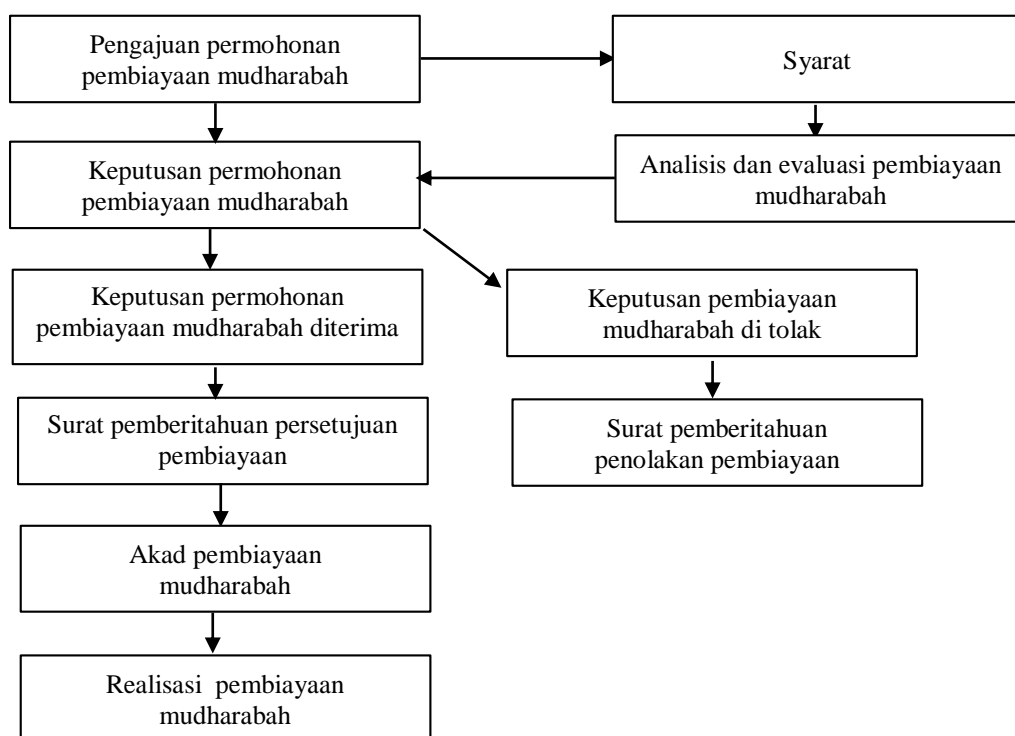 Pengajuan permohonan
pembiayaan mudharabah
Syarat
Keputusan permohonan
pembiayaan mudharabah
Analisis dan evaluasi pembiayaan
mudharabah
Keputusan permohonan
pembiayaan mudharabah diterima
Keputusan pembiayaan
mudharabah di tolak
Surat pemberitahuan persetujuan
pembiayaan
Surat pemberitahuan
penolakan pembiayaan
Akad pembiayaan
mudharabah
Realisasi pembiayaan
mudharabah